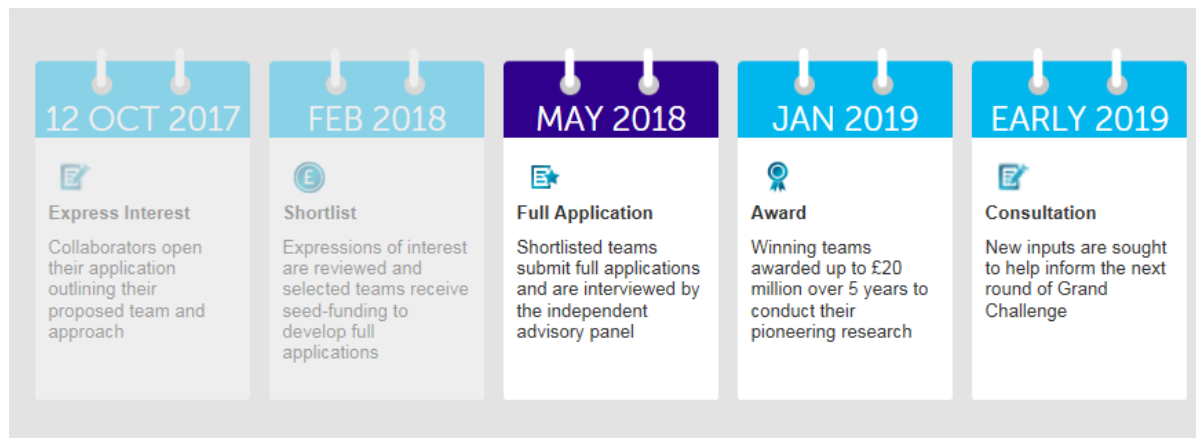 12 OCT 2017
Express Interest
Collaborators open
their application
outlining their
proposed team and
approach
FEB 2018
£
Shortlist
Expressions of interest
are reviewed and
selected teams receive
seed-funding to
develop full
applications
MAY 2018
Full Application
Shortlisted teams
submit full applications
and are interviewed by
the independent
advisory panel
JAN 2019
Award
Winning teams
awarded up to £20
million over 5 years to
conduct their
pioneering research
EARLY 2019
Consultation
New inputs are sought
to help inform the next
round of Grand
Challenge